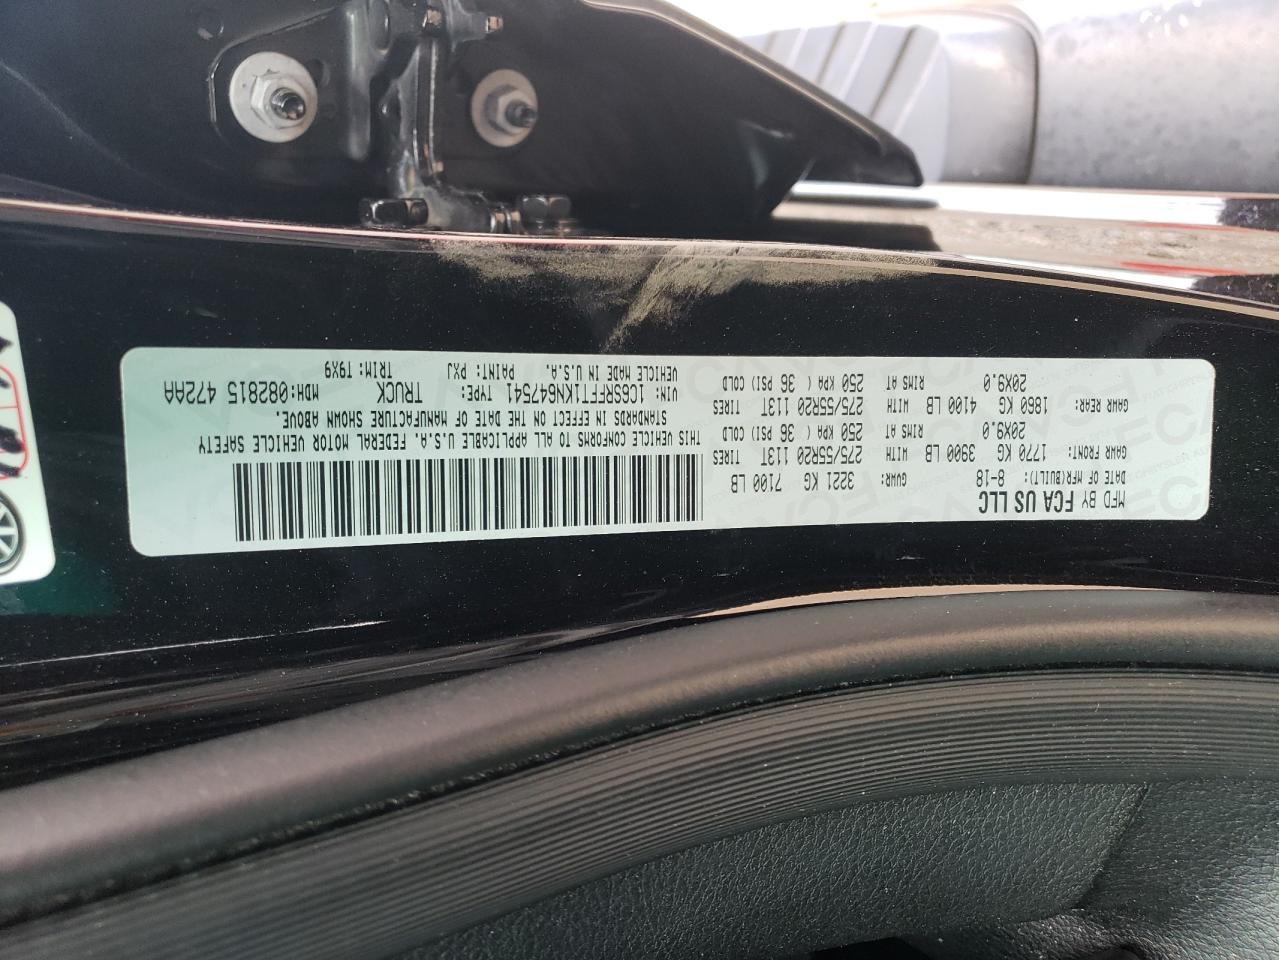 MFD BY FCA US LLC
DATE OF MFR(BUILT): 8-18 GVWR: 3221 KG 7100 LB
GAWR FRONT: 1770 KG 3900 LB WITH 275/55R20 113T TIRES
20X9.0 RIMS AT 250 KPA ( 36 PSI) COLD
GAWR REAR: 1860 KG 4100 LB WITH 275/55R20 113T TIRES
20X9.0 RIMS AT 250 KPA ( 36 PSI) COLD
THIS VEHICLE CONFORMS TO ALL APPLICABLE U.S.A. FEDERAL MOTOR VEHICLE SAFETY
STANDARDS IN EFFECT ON THE DATE OF MANUFACTURE SHOWN ABOVE.
VIN: 1C6SRFFT1KN647541 TYPE: TRUCK MDH:082815 472AA
VEHICLE MADE IN U.S.A. PAINT: PXJ TRIM: T9X9